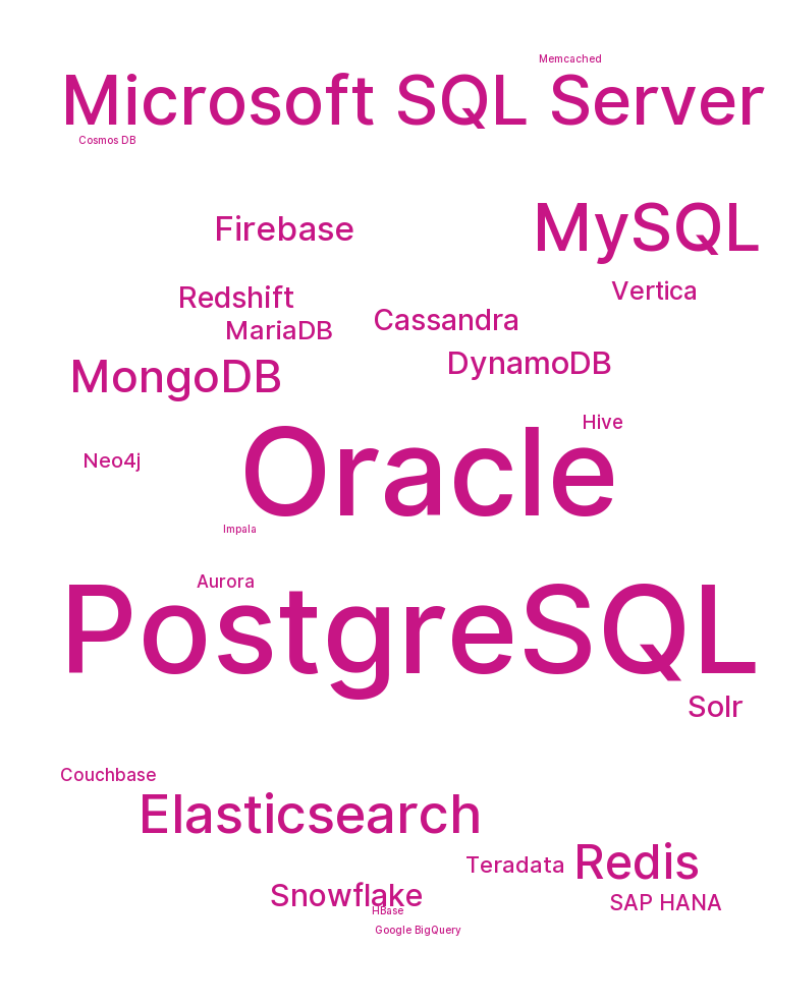 Memcached
Microsoft SQL Server
Cosmos DB
Firebase
MySQL
Redshift
Vertica
MariaDB
Cassandra
MongoDB
DynamoDB
Hive
Oracle
Neo4j
Impala
Aurora
PostgreSQL
Solr
Couchbase
Elasticsearch
Teradata
Redis
Snowflake
SAP HANA
HBase
Google BigQuery